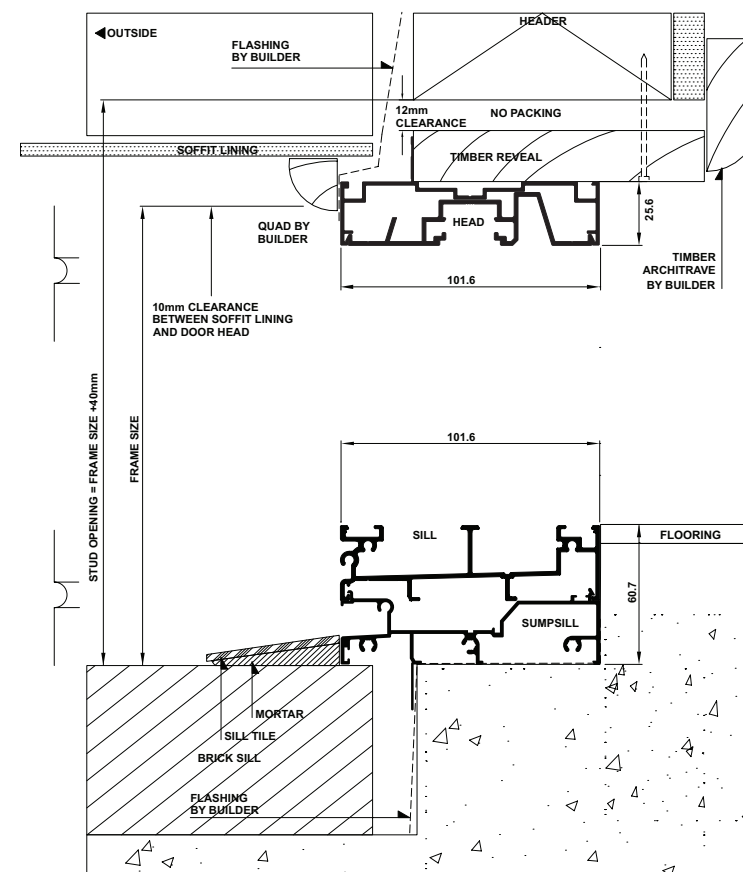 OUTSIDE
FLASHING
BY BUILDER
HEADER
12mm
CLEARANCE
NO PACKING
SOFFIT LINING
TIMBER REVEAL
QUAD BY
BUILDER
HEAD
25.6
TIMBER
ARCHITRAVE
BY BUILDER
101.6
10mm CLEARANCE
BETWEEN SOFFIT LINING
AND DOOR HEAD
STUD OPENING = FRAME SIZE +40mm
FRAME SIZE
101.6
SILL
FLOORING
60.7
SUMPSILL
MORTAR
SILL TILE
BRICK SILL
FLASHING
BY BUILDER